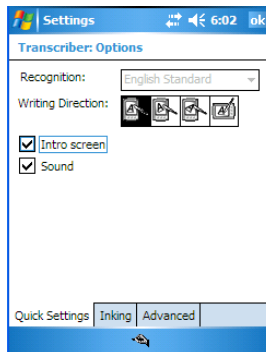 Settings 6:02 ok
Transcriber: Options
Recognition: English Standard
Writing Direction:
Intro screen
Sound
Quick Settings Inking Advanced